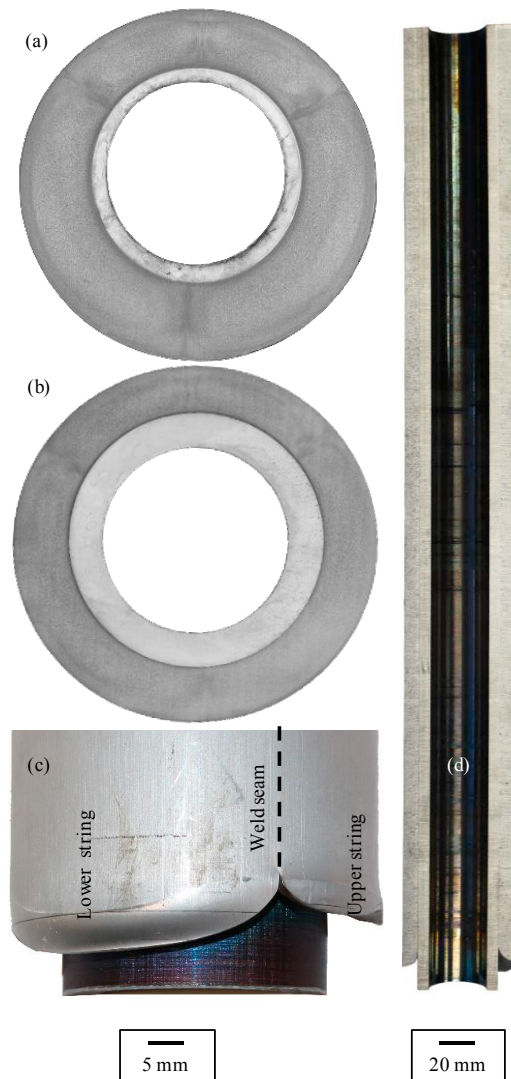 (a)
(b)
(c)
Lower string
Weld seam
Upper string
(d)
5 mm
20 mm